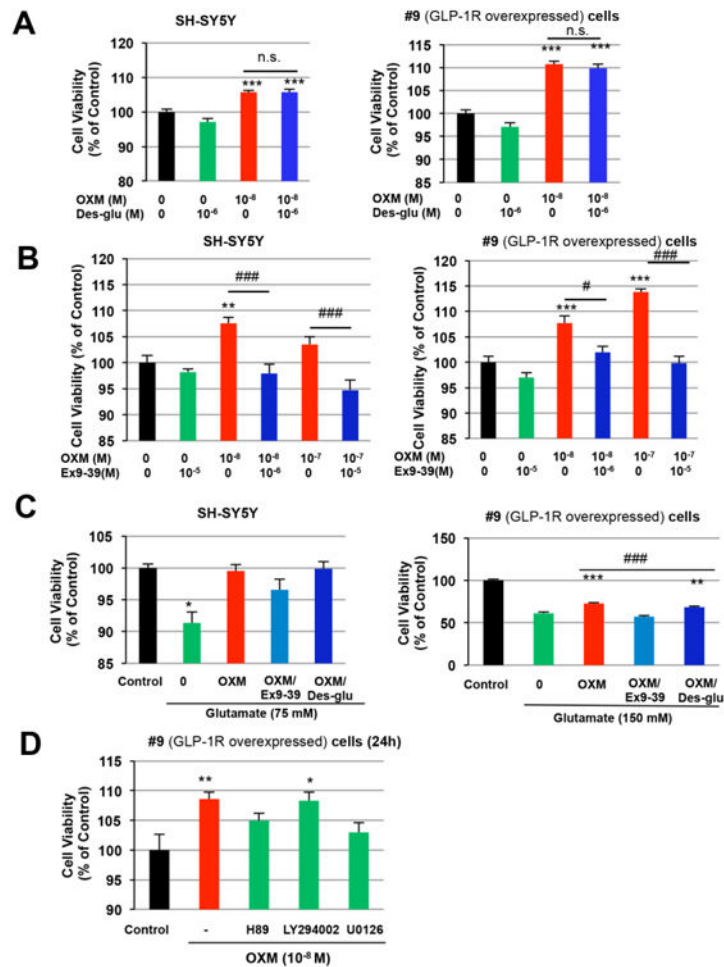 A
SH-SY5Y
Cell Viability
(% of Control)
120
110
100
90
80
n.s.
*** ***
OXM (M) 0 0 10-8 10-8
Des-glu (M) 0 10-6 0 10-6
#9 (GLP-1R overexpressed) cells
Cell Viability
(% of Control)
115
110
105
100
95
90
85
n.s.
*** ***
OXM (M) 0 0 10-8 10-8
Des-glu (M) 0 10-6 0 10-6
B
SH-SY5Y
Cell Viability (% of Control)
120
115
110
105
100
95
90
85
** ### ###
OXM (M) 0 0 10-8 10-8 10-7 10-7
Ex9-39(M) 0 10-5 0 10-6 0 10-5
#9 (GLP-1R overexpressed) cells
Cell Viability (% of Control)
120
115
110
105
100
95
90
85
*** # *** ###
OXM (M) 0 0 10-8 10-8 10-7 10-7
Ex9-39(M) 0 10-5 0 10-6 0 10-5
C
SH-SY5Y
Cell Viability
(% of Control)
105
100
95
90
85
*
Control 0 OXM OXM/ OXM/
Ex9-39 Des-glu
Glutamate (75 mM)
#9 (GLP-1R overexpressed) cells
Cell Viability
(% of Control)
150
100
50
0
###
*** **
Control 0 OXM OXM/ OXM/
Ex9-39 Des-glu
Glutamate (150 mM)
D
#9 (GLP-1R overexpressed) cells (24h)
Cell Viability
(% of Control)
115
110
105
100
95
90
** *
Control - H89 LY294002 U0126
OXM (10-8 M)